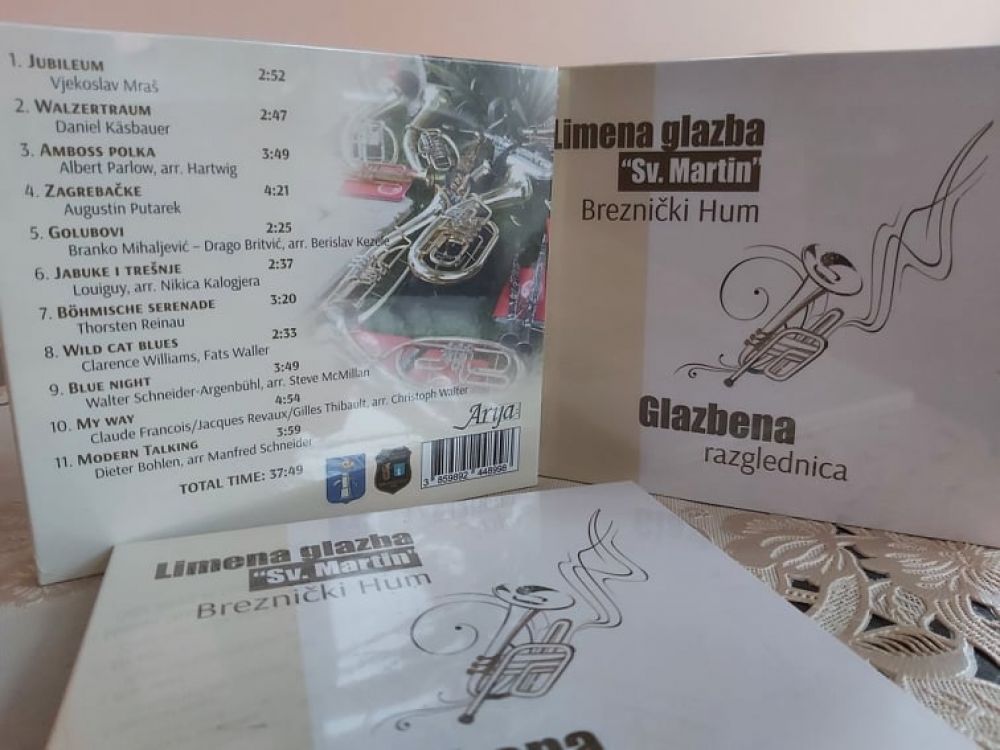 1. JUBILEUM 2:52
Vjekoslav Mraš
2. WALZERTRAUM 2:47
Daniel Käsbauer
3. AMBOSS POLKA 3:49
Albert Parlow, arr. Hartwig
4. ZAGREBAČKE 4:21
Augustin Putarek
5. GOLUBOVI 2:25
Branko Mihaljević – Drago Britvić, arr. Berislav Kezele
6. JABUKE I TREŠNJE 2:37
Louiguy, arr. Nikica Kalogjera
7. BÖHMISCHE SERENADE 3:20
Thorsten Reinau
8. WILD CAT BLUES 2:33
Clarence Williams, Fats Waller
9. BLUE NIGHT 3:49
Walter Schneider-Argenbühl, arr. Steve McMillan
10. MY WAY 4:54
Claude Francois/Jacques Revaux/Gilles Thibault, arr. Christoph Walter
11. MODERN TALKING 3:59
Dieter Bohlen, arr Manfred Schneider
TOTAL TIME: 37:49
Arya
3 859892 448998
Limena glazba
"Sv. Martin"
Breznički Hum
Glazbena
razglednica
Limena glazba
"Sv. Martin"
Breznički Hum